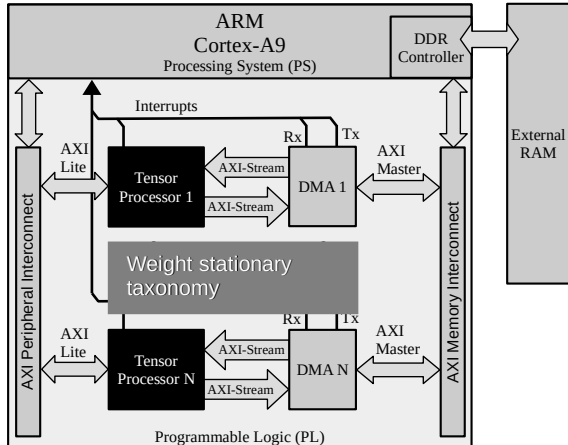 ARM
Cortex-A9
Processing System (PS)
DDR
Controller
External
RAM
Interrupts
Rx
Tx
AXI
Lite
Tensor
Processor 1
AXI-Stream
AXI-Stream
DMA 1
AXI
Master
AXI Peripheral Interconnect
AXI Memory Interconnect
Weight stationary
taxonomy
Rx
Tx
AXI
Lite
Tensor
Processor N
AXI-Stream
AXI-Stream
DMA N
AXI
Master
Programmable Logic (PL)